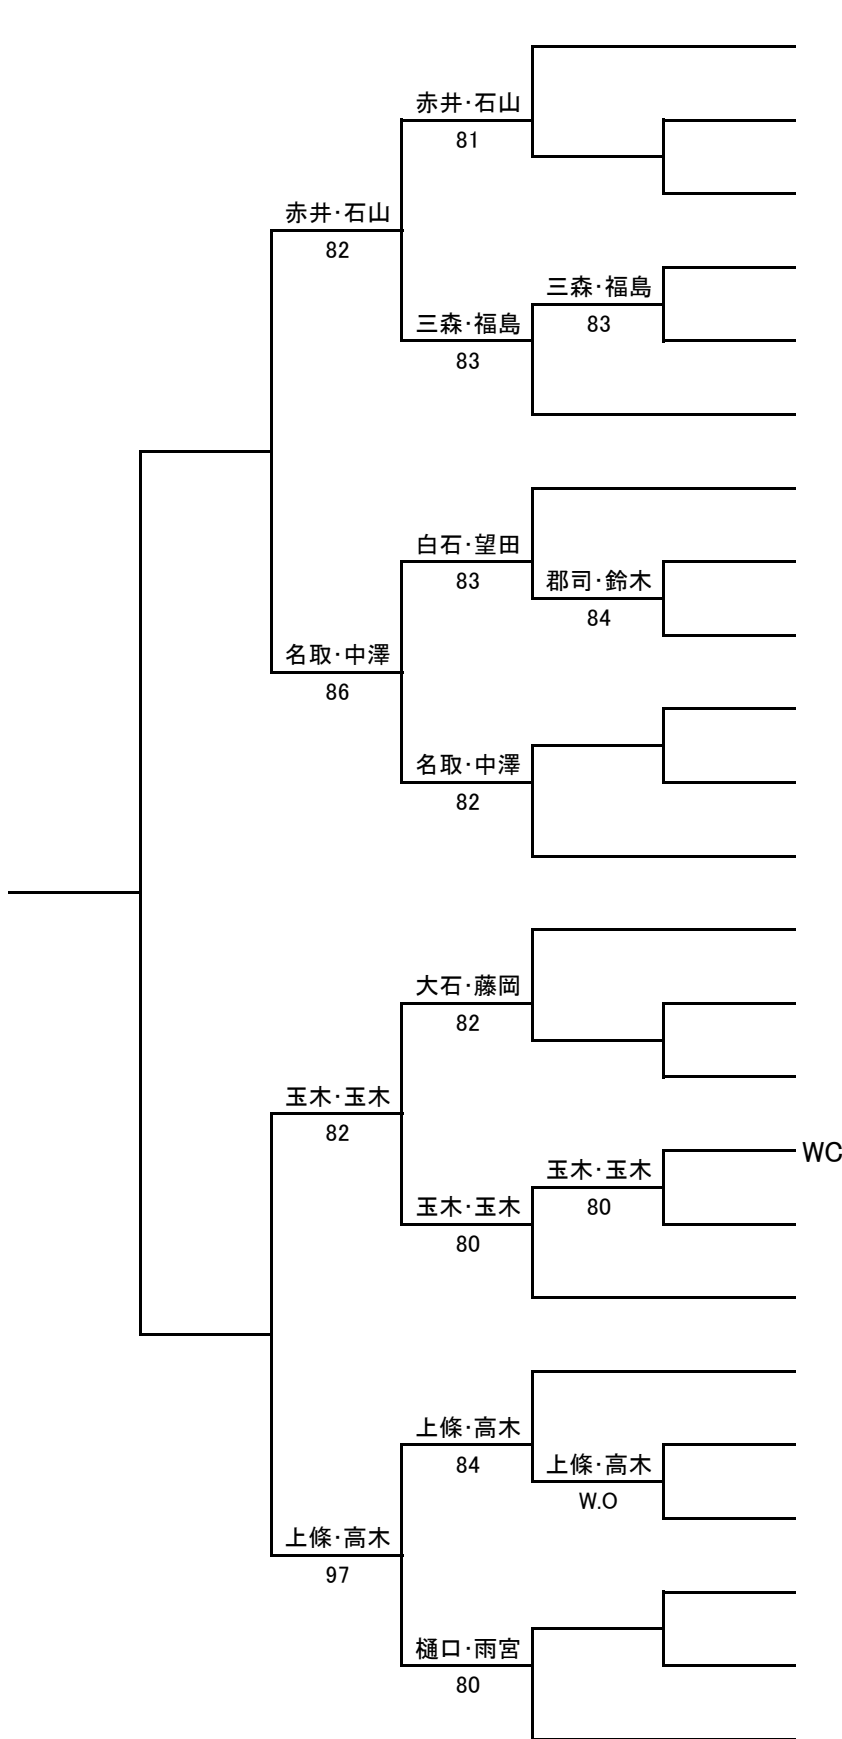 赤井･石山
81
赤井･石山
82
三森･福島
83
三森･福島
83
白石･望田
83
郡司･鈴木
84
名取･中澤
86
名取･中澤
82
大石･藤岡
82
玉木･玉木
82
WC
玉木･玉木
80
玉木･玉木
80
上條･高木
84
上條･高木
W.O
上條･高木
97
樋口･雨宮
80